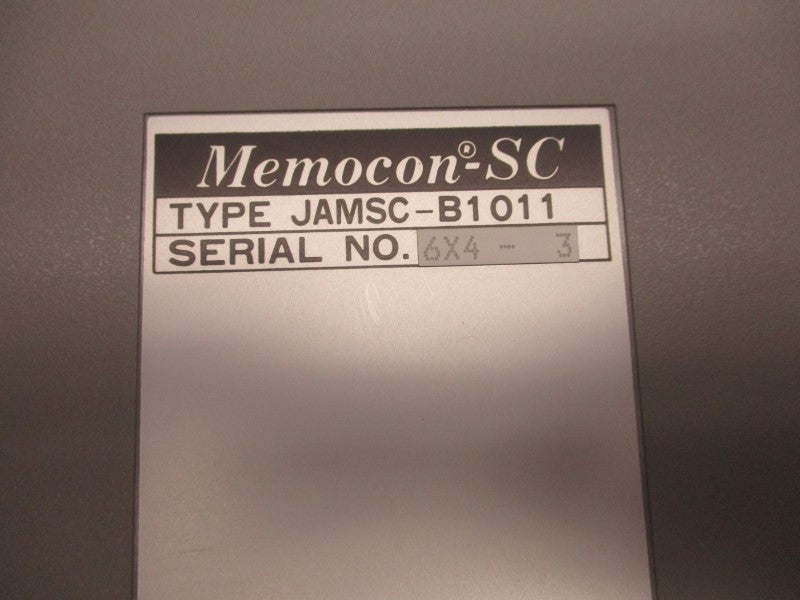 Memocon®-SC
TYPE JAMSC-B1011
SERIAL NO. 6X4 - 3